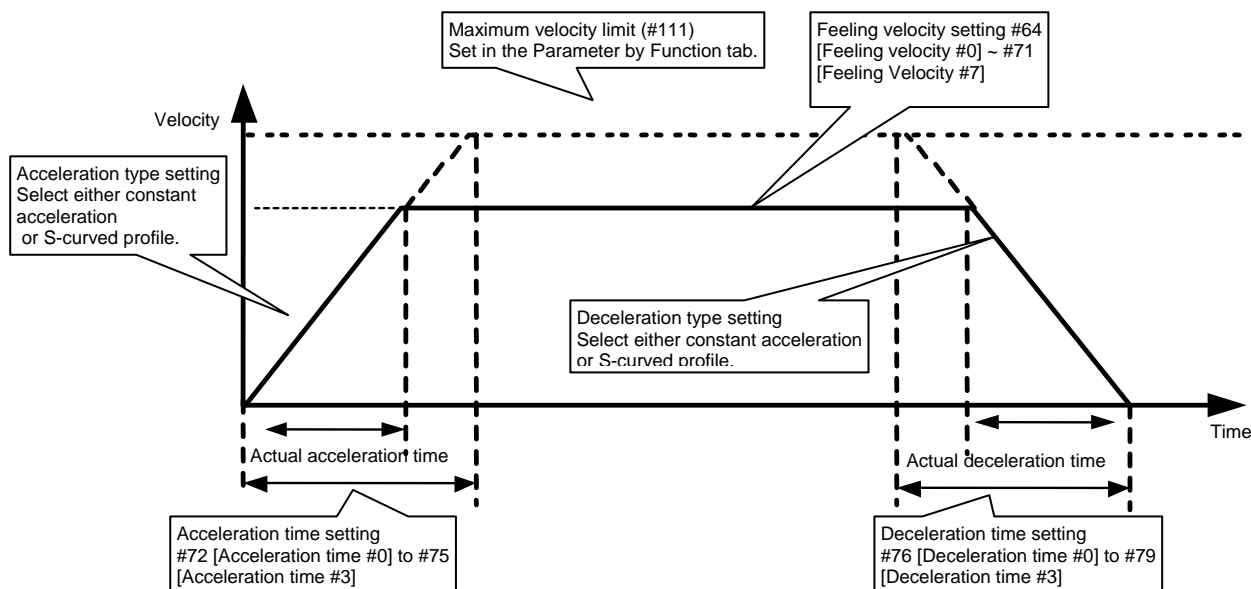 Maximum velocity limit (#111)
Set in the Parameter by Function tab.
Feeling velocity setting #64
[Feeling velocity #0] ~ #71
[Feeling Velocity #7]
Velocity
Acceleration type setting
Select either constant
acceleration
or S-curved profile.
Deceleration type setting
Select either constant acceleration
or S-curved profile.
Time
Actual acceleration time
Actual deceleration time
Acceleration time setting
#72 [Acceleration time #0] to #75
[Acceleration time #3]
Deceleration time setting
#76 [Deceleration time #0] to #79
[Deceleration time #3]